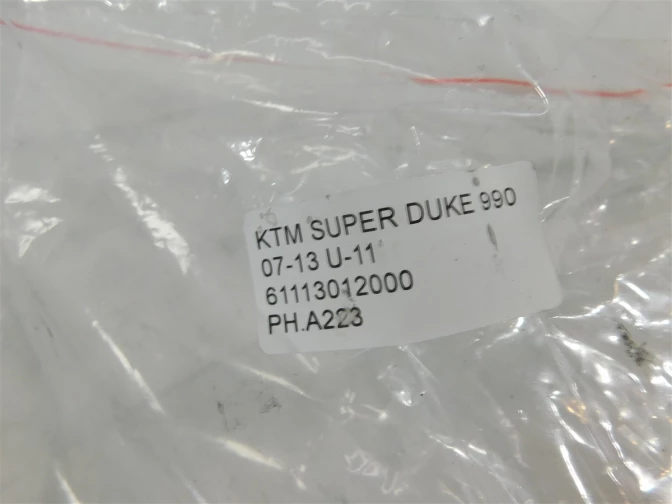 KTM SUPER DUKE 990
07-13 U-11
61113012000
PH.A223